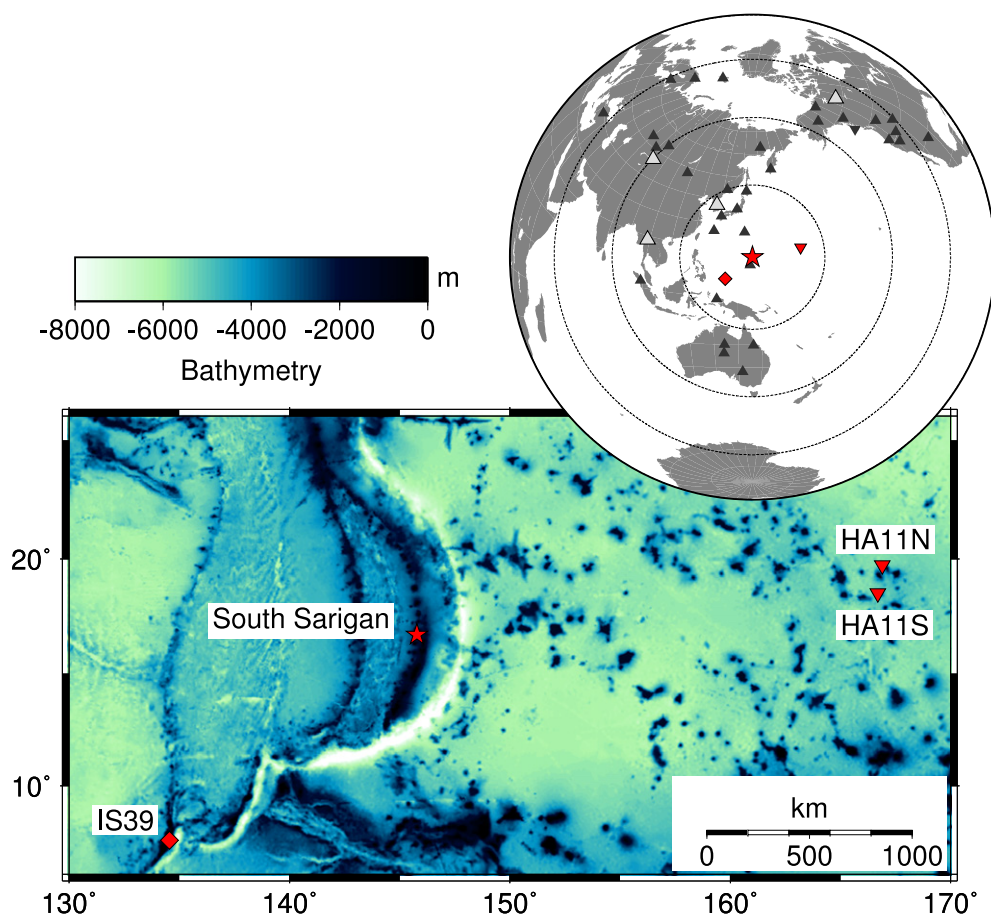 m
-8000 -6000 -4000 -2000 0
Bathymetry
20˚
10˚
HA11N
HA11S
South Sarigan
IS39
km
0 500 1000
130˚ 140˚ 150˚ 160˚ 170˚